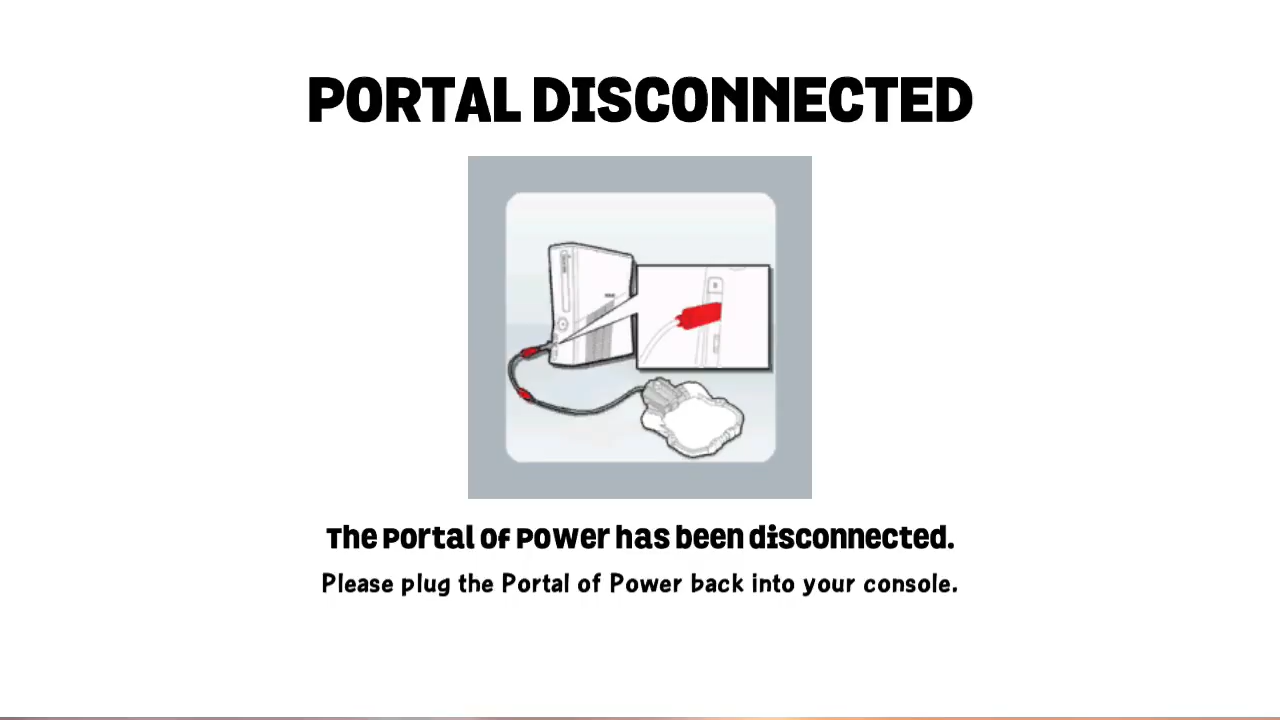 PORTAL DISCONNECTED
The Portal of Power has been disconnected.
Please plug the Portal of Power back into your console.